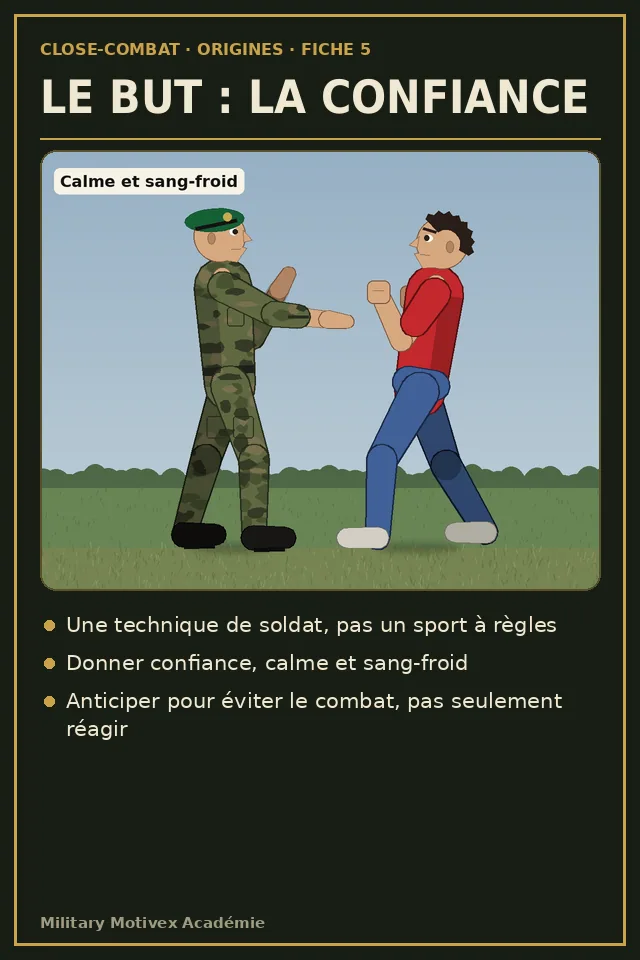 CLOSE-COMBAT · ORIGINES · FICHE 5
LE BUT : LA CONFIANCE
Calme et sang-froid
Une technique de soldat, pas un sport à règles
Donner confiance, calme et sang-froid
Anticiper pour éviter le combat, pas seulement
réagir
Military Motivex Académie